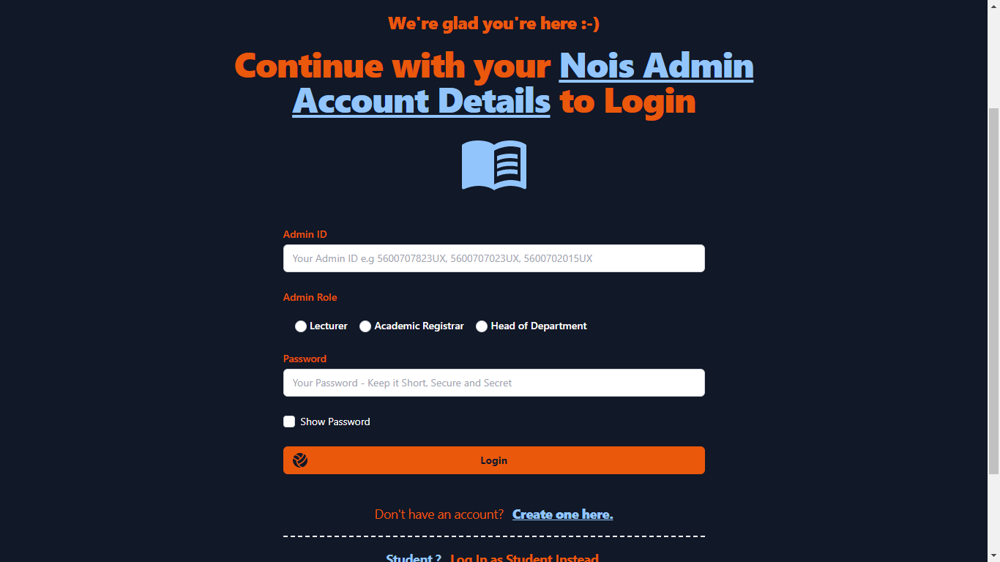 We're glad you're here :-)
Continue with your Nois Admin
Account Details to Login
Admin ID
Your Admin ID e.g 5600707823UX, 5600707023UX, 5600702015UX
Admin Role
Lecturer Academic Registrar Head of Department
Password
Your Password - Keep it Short, Secure and Secret
Show Password
Login
Don't have an account? Create one here.
Student ? Log In as Student Instead